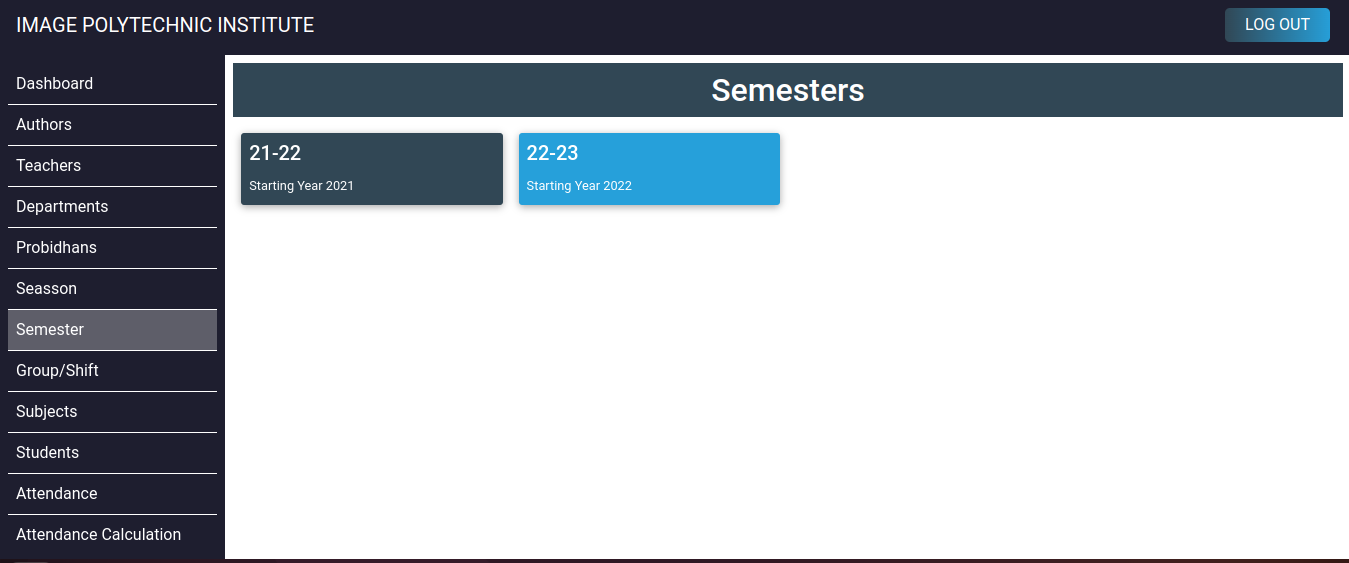 IMAGE POLYTECHNIC INSTITUTE
LOG OUT
Dashboard
Authors
Teachers
Departments
Probidhans
Seasson
Semester
Group/Shift
Subjects
Students
Attendance
Attendance Calculation
Semesters
21-22
Starting Year 2021
22-23
Starting Year 2022